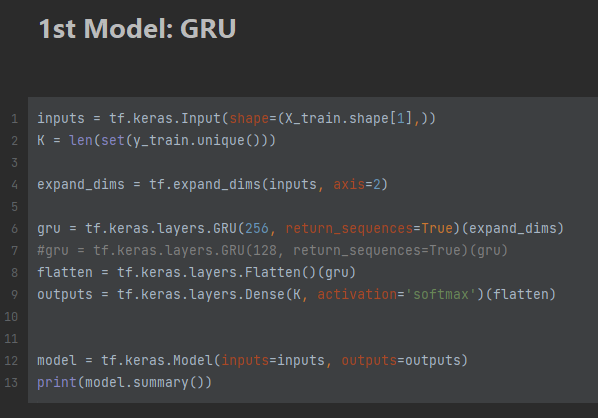 1st Model: GRU
1 inputs = tf.keras.Input(shape=(X_train.shape[1],))
2 K = len(set(y_train.unique()))
3
4 expand_dims = tf.expand_dims(inputs, axis=2)
5
6 gru = tf.keras.layers.GRU(256, return_sequences=True)(expand_dims)
7 #gru = tf.keras.layers.GRU(128, return_sequences=True)(gru)
8 flatten = tf.keras.layers.Flatten()(gru)
9 outputs = tf.keras.layers.Dense(K, activation='softmax')(flatten)
10
11
12 model = tf.keras.Model(inputs=inputs, outputs=outputs)
13 print(model.summary())